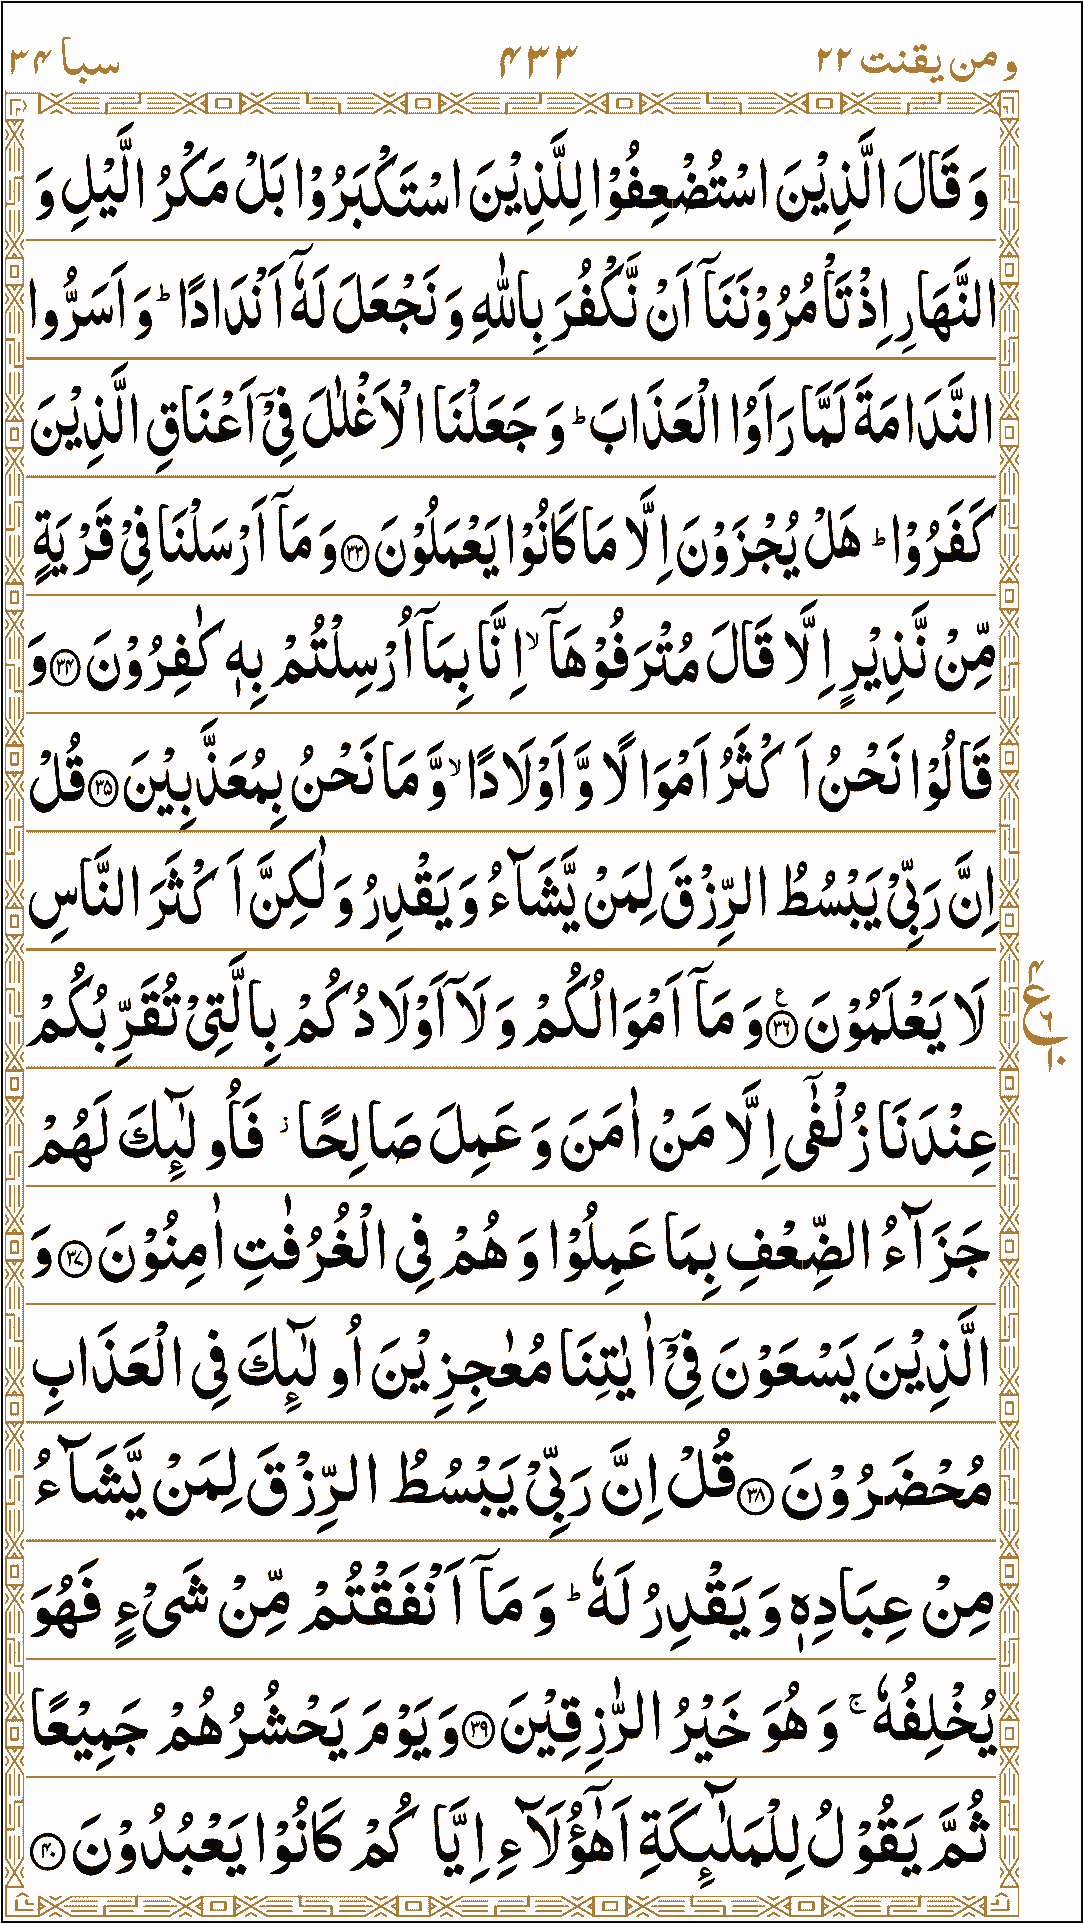 ومن يقنت ٢٢ ٤٣٣ سبا ٣٤
وَ قَالَ الَّذِيْنَ اسْتُضْعِفُوْا لِلَّذِيْنَ اسْتَكْبَرُوْا بَلْ مَكْرُ الَّيْلِ وَ
النَّهَارِ اِذْ تَاْمُرُوْنَنَاۤ اَنْ نَّكْفُرَ بِاللّٰهِ وَ نَجْعَلَ لَهٗۤ اَنْدَادًاؕ وَ اَسَرُّوا
النَّدَامَةَ لَمَّا رَاَوُا الْعَذَابَؕ وَ جَعَلْنَا الْاَغْلٰلَ فِيْۤ اَعْنَاقِ الَّذِيْنَ
كَفَرُوْاؕ هَلْ يُجْزَوْنَ اِلَّا مَا كَانُوْا يَعْمَلُوْنَ ﴿٣٣﴾ وَ مَاۤ اَرْسَلْنَا فِيْ قَرْيَةٍ
مِّنْ نَّذِيْرٍ اِلَّا قَالَ مُتْرَفُوْهَاۤ ۙ اِنَّا بِمَاۤ اُرْسِلْتُمْ بِهٖ كٰفِرُوْنَ ﴿٣٤﴾ وَ
قَالُوْا نَحْنُ اَكْثَرُ اَمْوَالًا وَّ اَوْلَادًا ۙ وَّ مَا نَحْنُ بِمُعَذَّبِيْنَ ﴿٣٥﴾ قُلْ
اِنَّ رَبِّيْ يَبْسُطُ الرِّزْقَ لِمَنْ يَّشَآءُ وَ يَقْدِرُ وَ لٰكِنَّ اَكْثَرَ النَّاسِ
لَا يَعْلَمُوْنَ ﴿٣٦﴾ۧ وَ مَاۤ اَمْوَالُكُمْ وَ لَاۤ اَوْلَادُكُمْ بِالَّتِيْ تُقَرِّبُكُمْ
٤ ع ٦ ١٠
عِنْدَنَا زُلْفٰۤى اِلَّا مَنْ اٰمَنَ وَ عَمِلَ صَالِحًا ز فَاُولٰٓىِٕكَ لَهُمْ
جَزَآءُ الضِّعْفِ بِمَا عَمِلُوْا وَ هُمْ فِي الْغُرُفٰتِ اٰمِنُوْنَ ﴿٣٧﴾ وَ
الَّذِيْنَ يَسْعَوْنَ فِيْۤ اٰيٰتِنَا مُعٰجِزِيْنَ اُولٰٓىِٕكَ فِي الْعَذَابِ
مُحْضَرُوْنَ ﴿٣٨﴾ قُلْ اِنَّ رَبِّيْ يَبْسُطُ الرِّزْقَ لِمَنْ يَّشَآءُ
مِنْ عِبَادِهٖ وَ يَقْدِرُ لَهٗؕ وَ مَاۤ اَنْفَقْتُمْ مِّنْ شَيْءٍ فَهُوَ
يُخْلِفُهٗۚ وَ هُوَ خَيْرُ الرّٰزِقِيْنَ ﴿٣٩﴾ وَ يَوْمَ يَحْشُرُهُمْ جَمِيْعًا
ثُمَّ يَقُوْلُ لِلْمَلٰٓىِٕكَةِ اَهٰۤؤُلَآءِ اِيَّاكُمْ كَانُوْا يَعْبُدُوْنَ ﴿٤٠﴾